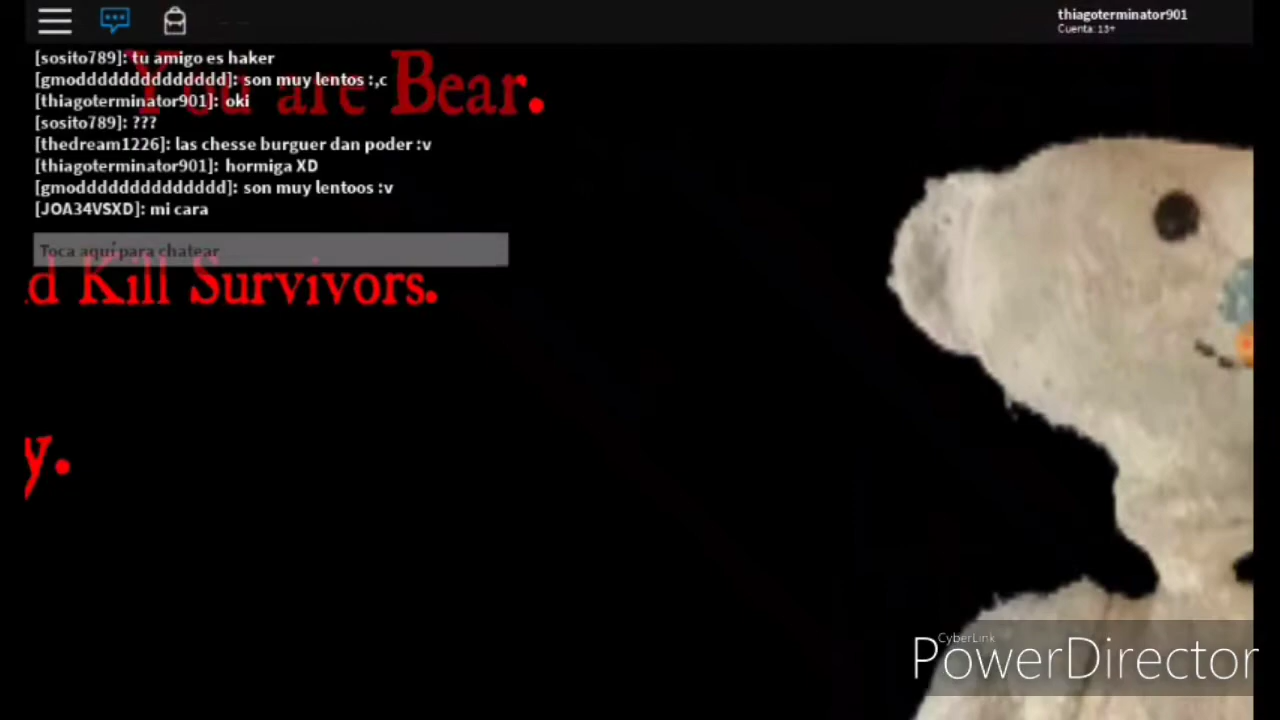 thiagoterminator901
Cuenta: 13+
[sosito789]: tu amigo es haker
[gmodddddddddddddd]: son muy lentos :,c
You are Bear.
[thiagoterminator901]: oki
[sosito789]: ???
[thedream1226]: las chesse burguer dan poder :v
[thiagoterminator901]: hormiga XD
[gmodddddddddddddd]: son muy lentoos :v
[JOA34VSXD]: mi cara
Toca aquí para chatear
d Kill Survivors.
y.
CyberLink
PowerDirector